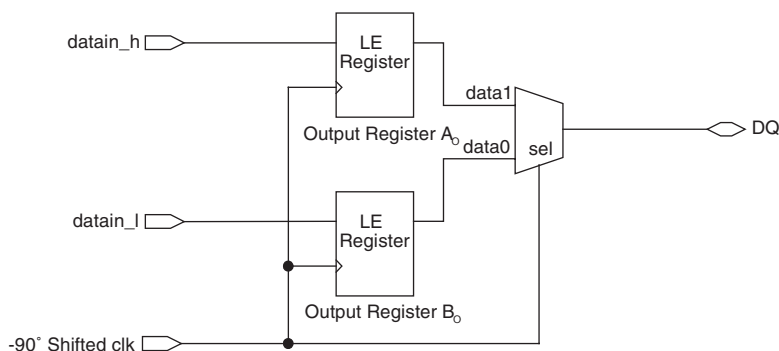 datain_h
LE
Register
data1
Output Register Ao
data0
sel
DQ
datain_l
LE
Register
Output Register Bo
-90° Shifted clk